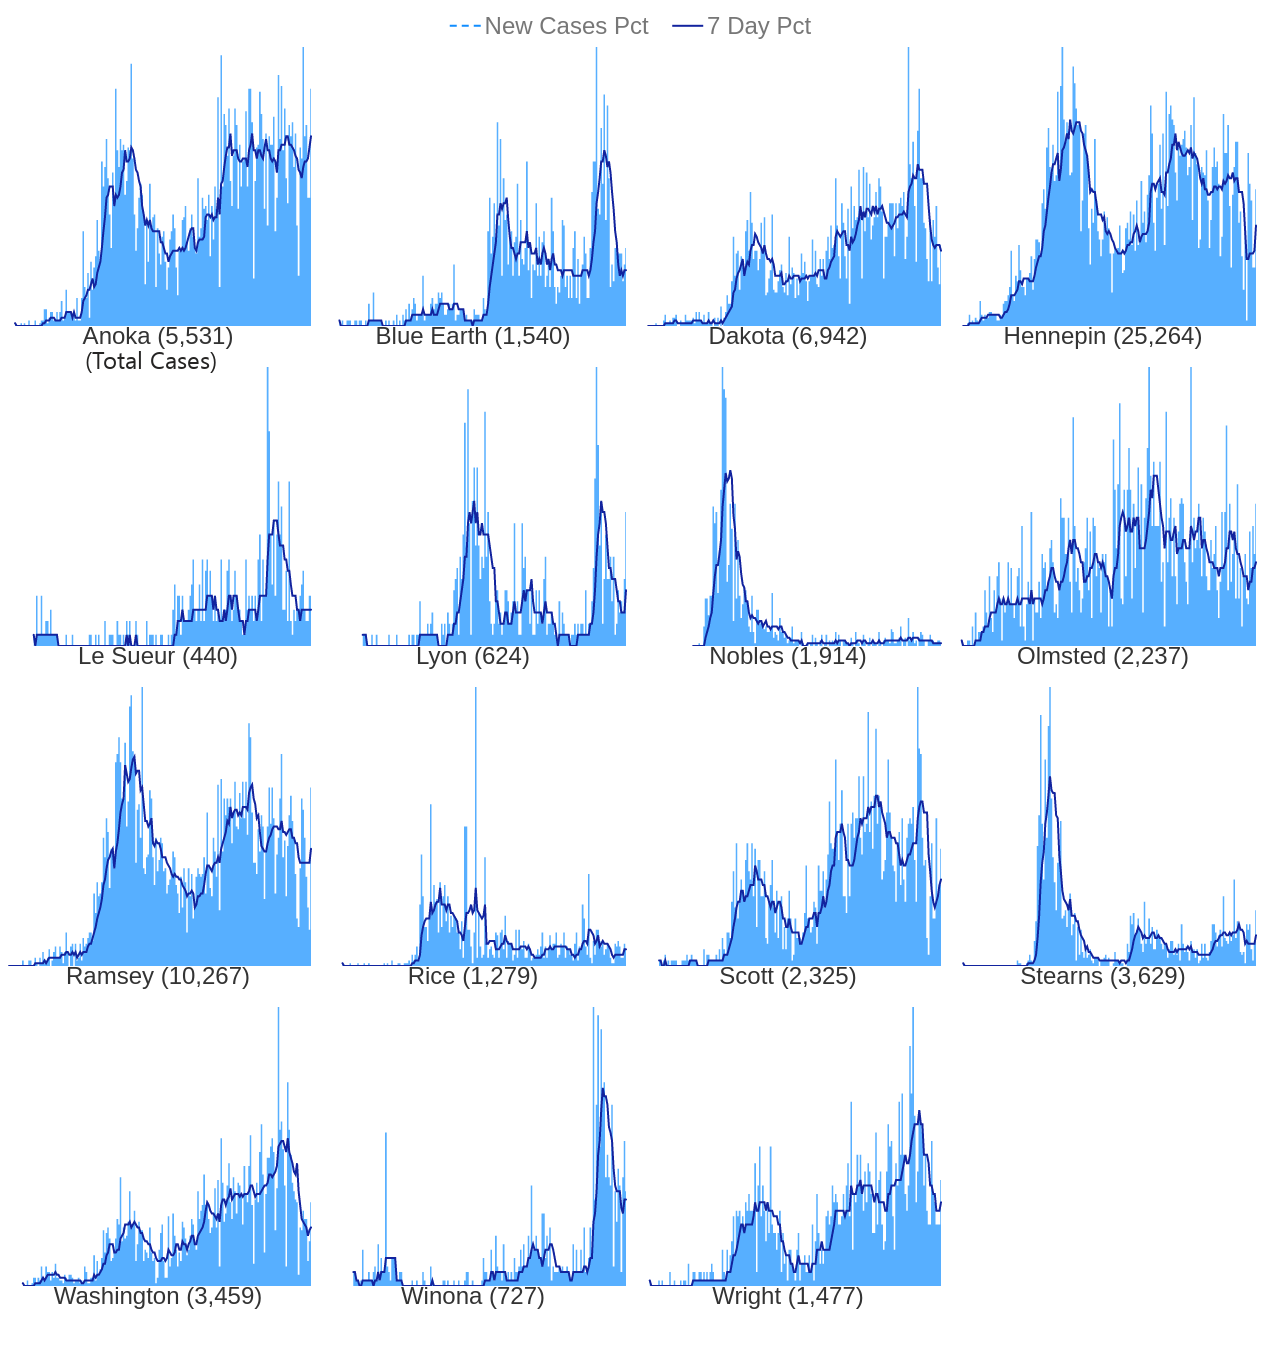 New Cases Pct 7 Day Pct
Anoka (5,531) Blue Earth (1,540) Dakota (6,942) Hennepin (25,264)
(Total Cases)
Le Sueur (440) Lyon (624) Nobles (1,914) Olmsted (2,237)
Ramsey (10,267) Rice (1,279) Scott (2,325) Stearns (3,629)
Washington (3,459) Winona (727) Wright (1,477)